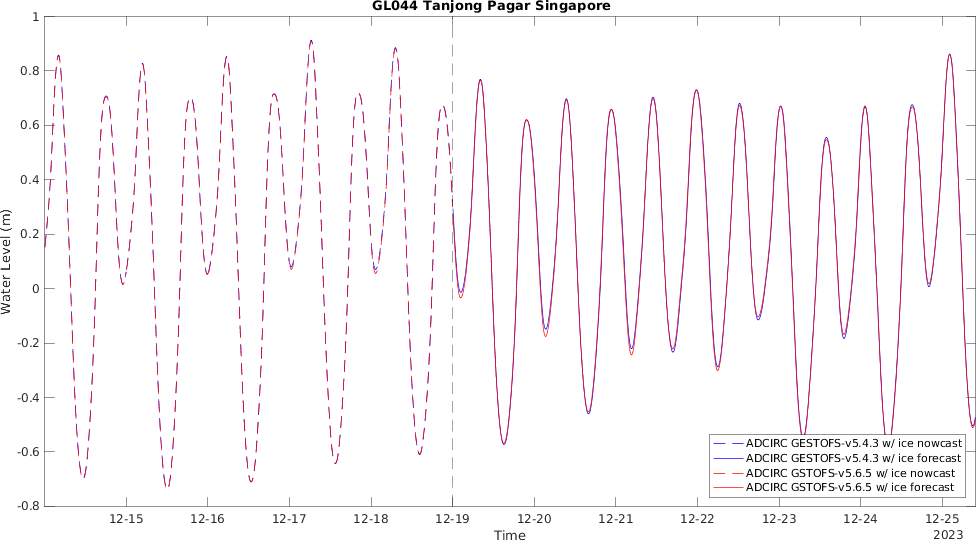 GL044 Tanjong Pagar Singapore
1
0.8
0.6
0.4
0.2
0
-0.2
-0.4
-0.6
-0.8
Water Level (m)
ADCIRC GESTOFS-v5.4.3 w/ ice nowcast
ADCIRC GESTOFS-v5.4.3 w/ ice forecast
ADCIRC GSTOFS-v5.6.5 w/ ice nowcast
ADCIRC GSTOFS-v5.6.5 w/ ice forecast
12-15 12-16 12-17 12-18 12-19 12-20 12-21 12-22 12-23 12-24 12-25
Time
2023